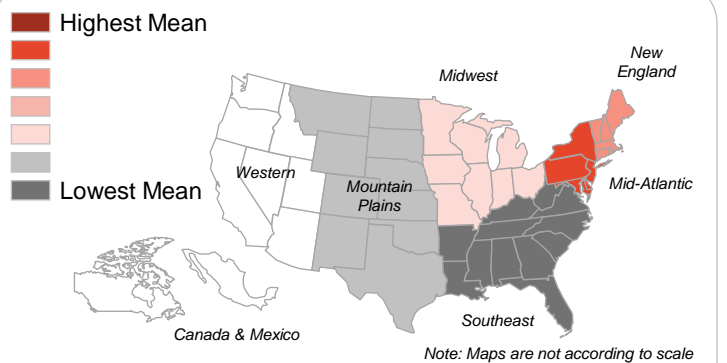 Highest Mean
Lowest Mean
New
England
Midwest
Western
Mountain
Plains
Mid-Atlantic
Southeast
Canada & Mexico
Note: Maps are not according to scale